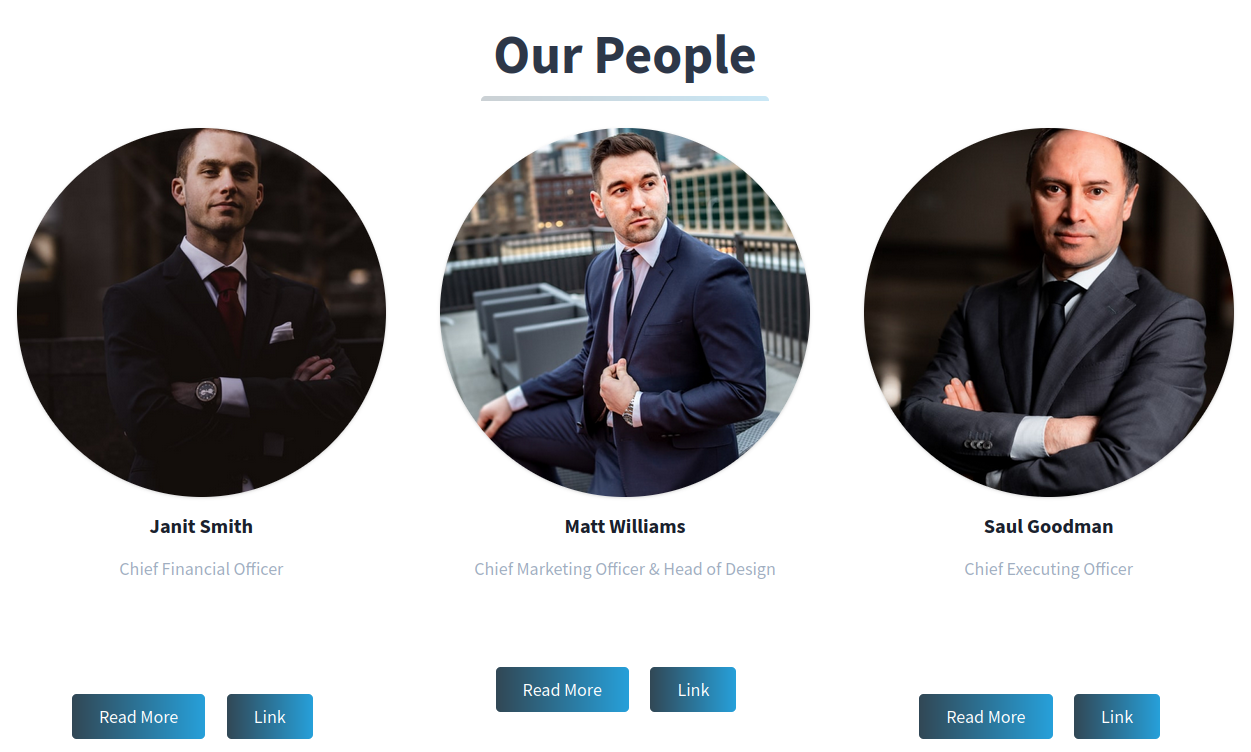 Our People
Janit Smith
Matt Williams
Saul Goodman
Chief Financial Officer
Chief Marketing Officer & Head of Design
Chief Executing Officer
Read More
Link
Read More
Link
Read More
Link